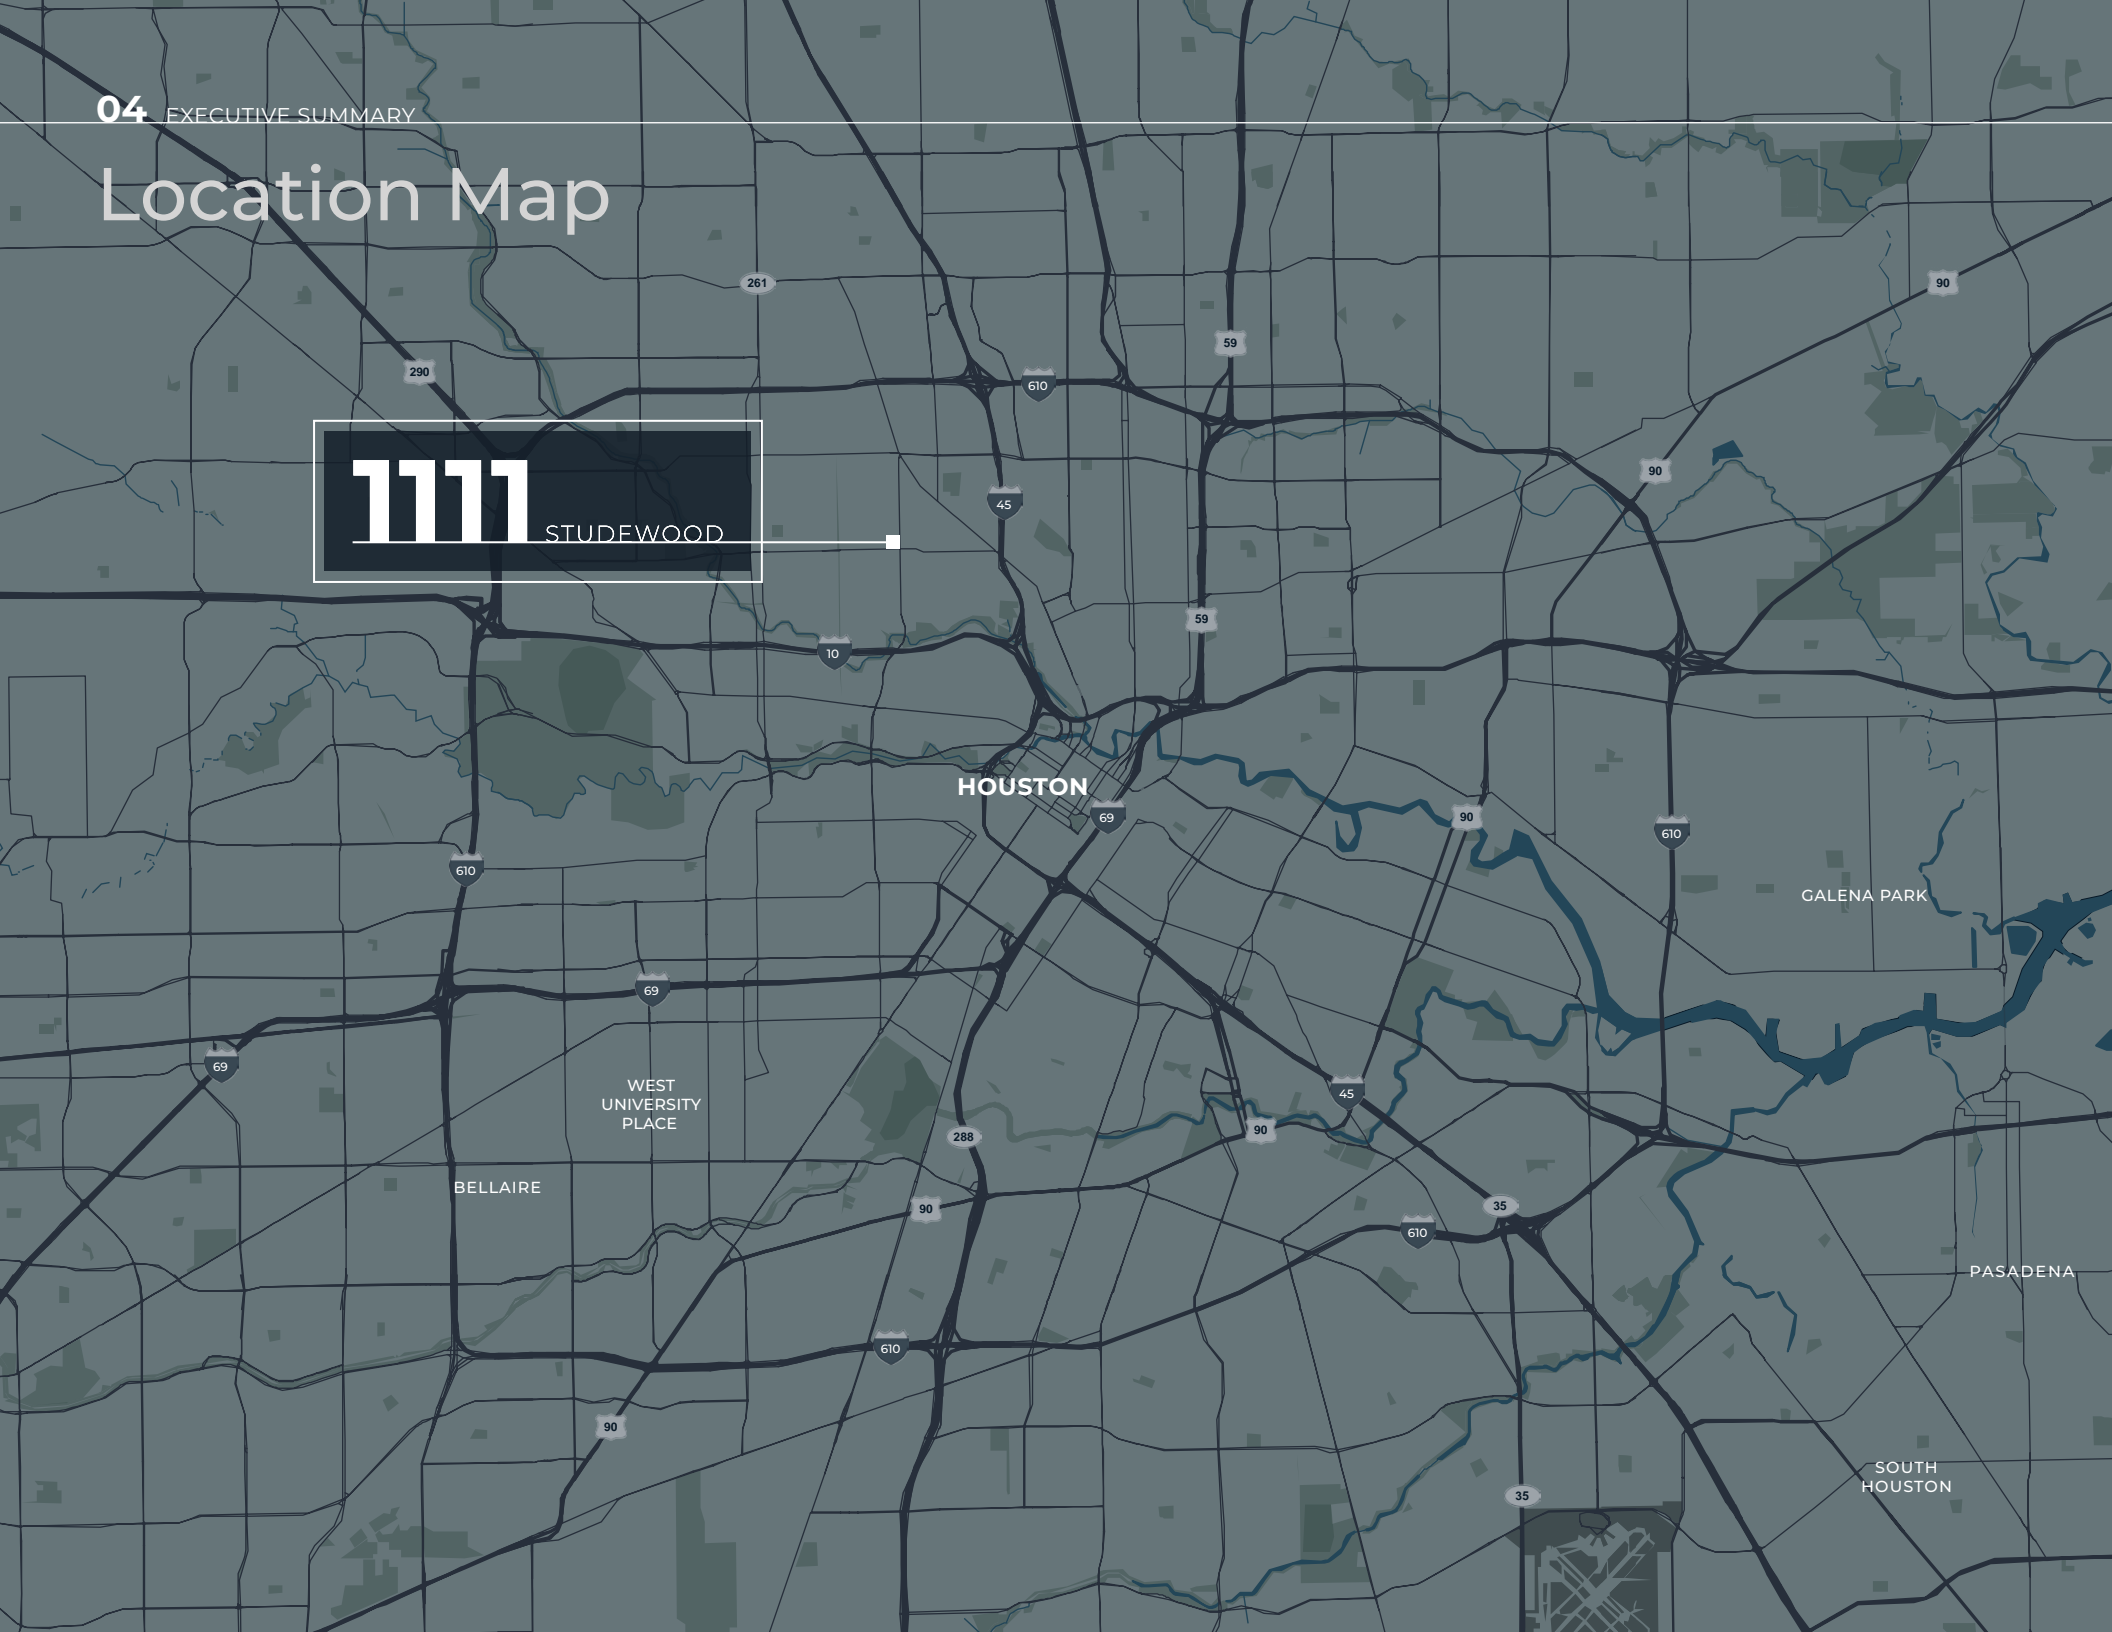 04 EXECUTIVE SUMMARY
Location Map
261
90
59
290
610
90
45
1111 STUDEWOOD
59
10
HOUSTON
69
90
610
610
GALENA PARK
69
69
WEST
UNIVERSITY
PLACE
45
90
288
BELLAIRE
90
35
610
PASADENA
610
90
SOUTH
HOUSTON
35